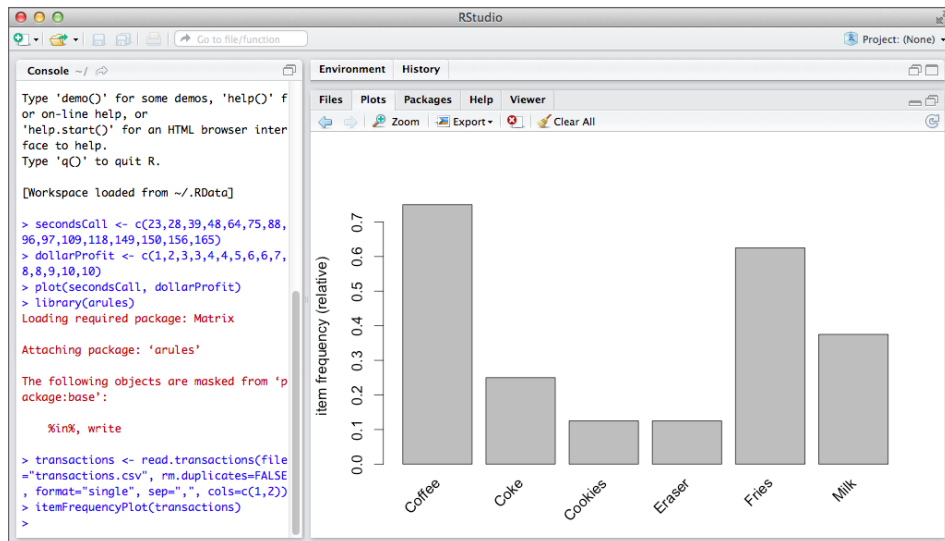 RStudio
Go to file/function
Project: (None)
Console ~/
Type 'demo()' for some demos, 'help()' f
or on-line help, or
'help.start()' for an HTML browser inter
face to help.
Type 'q()' to quit R.
[Workspace loaded from ~/.RData]
> secondsCall <- c(23,28,39,48,64,75,88,
96,97,109,118,149,150,156,165)
> dollarProfit <- c(1,2,3,3,4,4,5,6,6,7,
8,8,9,10,10)
> plot(secondsCall, dollarProfit)
> library(arules)
Loading required package: Matrix
Attaching package: ‘arules’
The following objects are masked from ‘p
ackage:base’:
%in%, write
> transactions <- read.transactions(file
="transactions.csv", rm.duplicates=FALSE
, format="single", sep=",", cols=c(1,2))
> itemFrequencyPlot(transactions)
>
Environment History
Files Plots Packages Help Viewer
Zoom Export Clear All
item frequency (relative)
0.7
0.6
0.5
0.4
0.3
0.2
0.1
0.0
Coffee
Coke
Cookies
Eraser
Fries
Milk